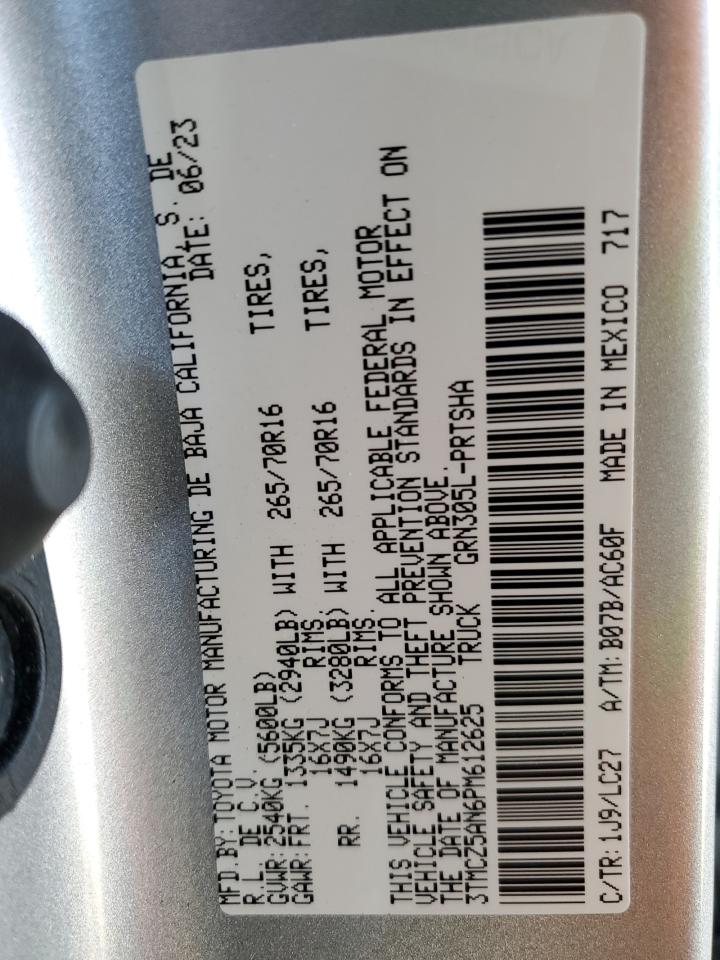 MFD.BY:TOYOTA MOTOR MANUFACTURING DE BAJA CALIFORNIA, S. DE
R.L. DE C.V. DATE: 06/23
GVWR:2540KG (5600LB)
GAWR:FRT. 1335KG (2940LB) WITH 265/70R16 TIRES,
16X7J RIMS.
RR. 1490KG (3280LB) WITH 265/70R16 TIRES,
16X7J RIMS.
THIS VEHICLE CONFORMS TO ALL APPLICABLE FEDERAL MOTOR
VEHICLE SAFETY AND THEFT PREVENTION STANDARDS IN EFFECT ON
THE DATE OF MANUFACTURE SHOWN ABOVE.
3TMCZ5AN6PM612625 TRUCK GRN305L-PRTSHA
C/TR:1J9/LC27 A/TM:B07B/AC60F MADE IN MEXICO 717